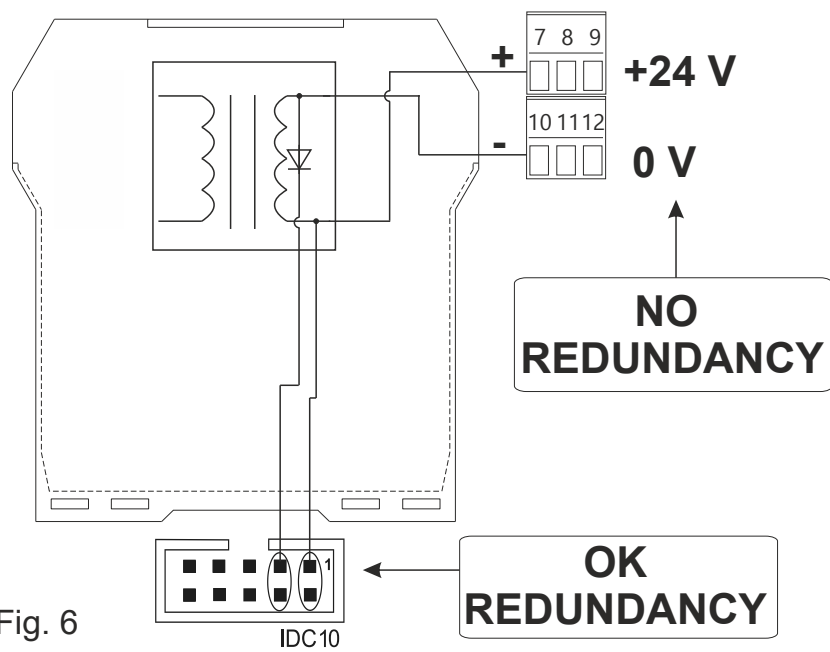 7 8 9
+
+24 V
10 11 12
-
0 V
NO
REDUNDANCY
1
OK
REDUNDANCY
Fig. 6
IDC10